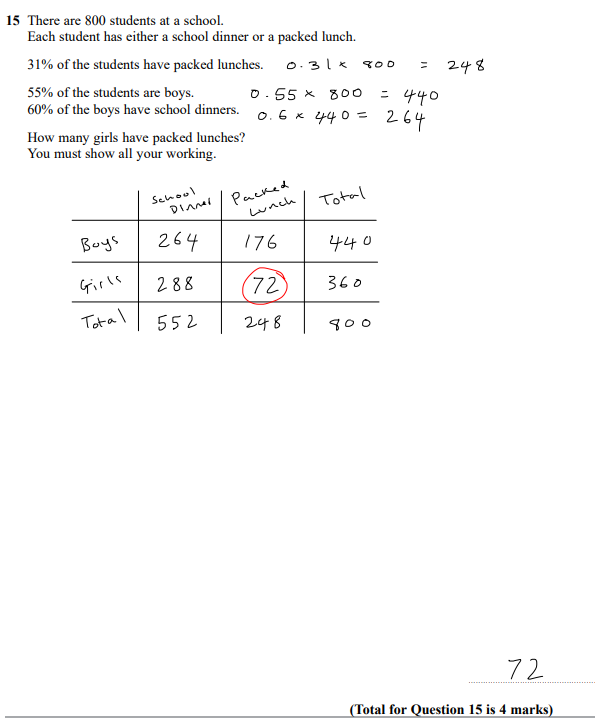 15 There are 800 students at a school.
Each student has either a school dinner or a packed lunch.
31% of the students have packed lunches. 0.31 × 800 = 248
55% of the students are boys. 0.55 × 800 = 440
60% of the boys have school dinners. 0.6 × 440 = 264
How many girls have packed lunches?
You must show all your working.
School Dinner Packed Lunch Total
Boys 264 176 440
Girls 288 72 360
Total 552 248 800
72
(Total for Question 15 is 4 marks)